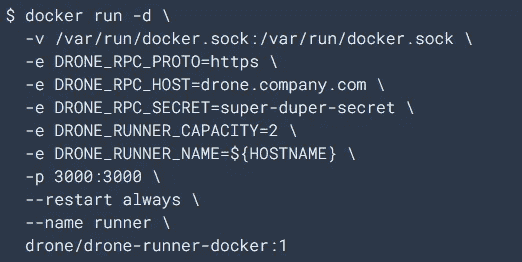 $ docker run -d \
  -v /var/run/docker.sock:/var/run/docker.sock \
  -e DRONE_RPC_PROTO=https \
  -e DRONE_RPC_HOST=drone.company.com \
  -e DRONE_RPC_SECRET=super-duper-secret \
  -e DRONE_RUNNER_CAPACITY=2 \
  -e DRONE_RUNNER_NAME=${HOSTNAME} \
  -p 3000:3000 \
  --restart always \
  --name runner \
  drone/drone-runner-docker:1